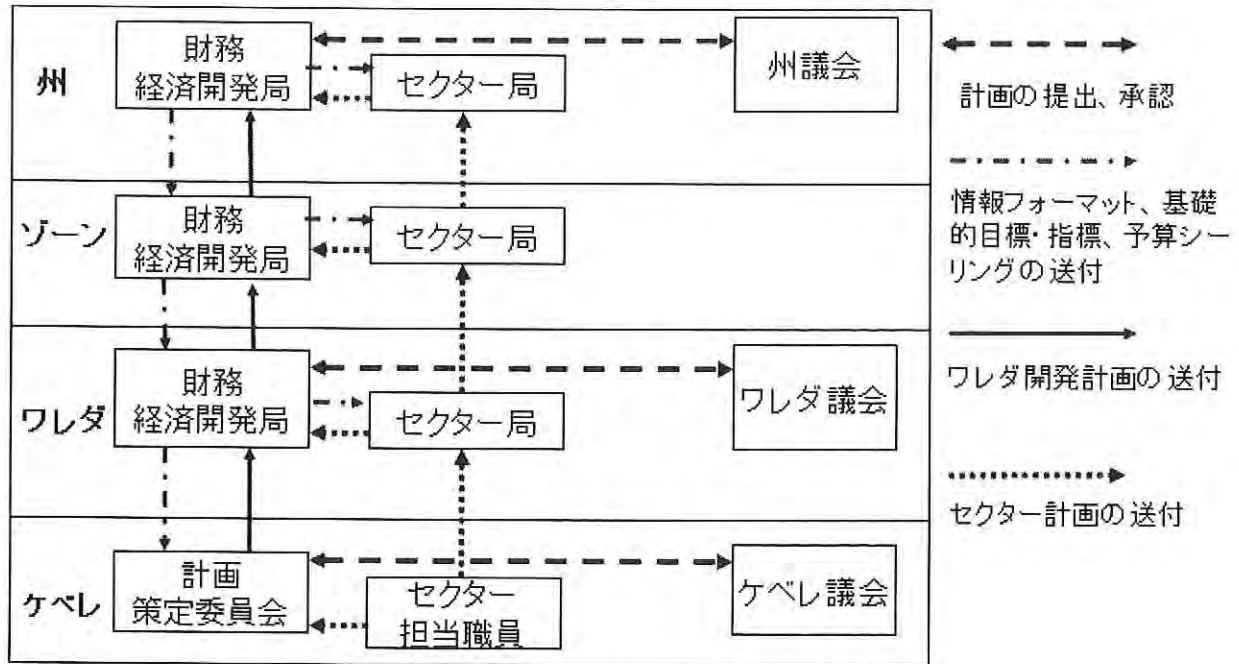 州
財務
経済開発局
セクター局
州議会
ゾーン
財務
経済開発局
セクター局
ワレダ
財務
経済開発局
セクター局
ワレダ議会
ケベレ
計画
策定委員会
セクター
担当職員
ケベレ議会
計画の提出、承認
情報フォーマット、基礎
的目標・指標、予算シー
リングの送付
ワレダ開発計画の送付
セクター計画の送付